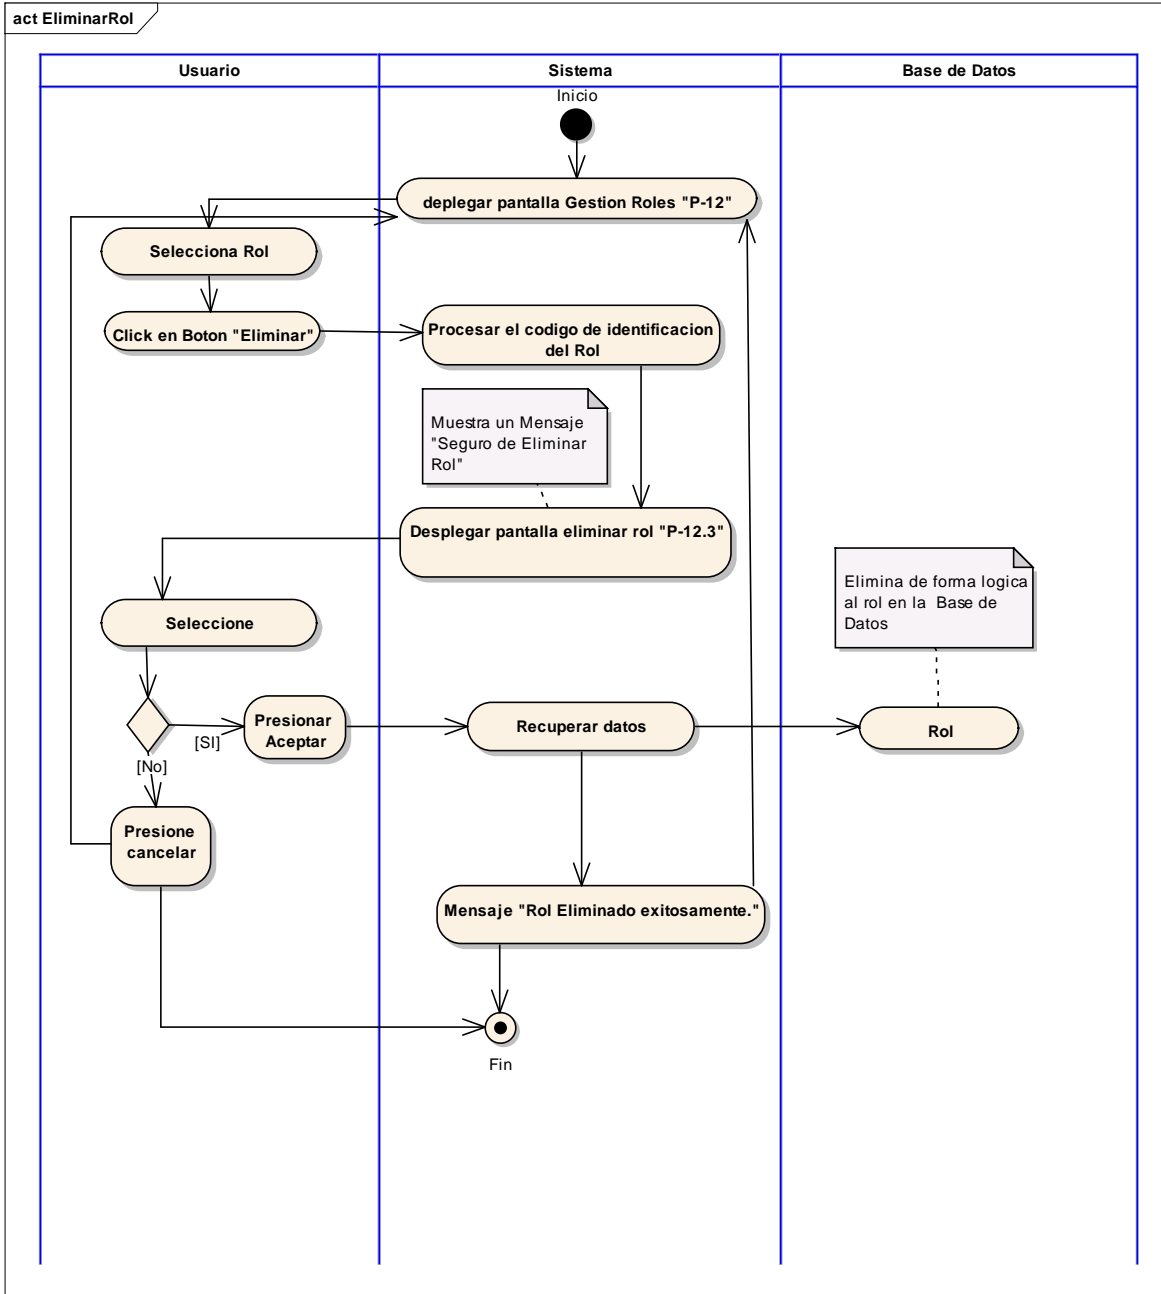 act EliminarRol
Usuario
Sistema
Base de Datos
Inicio
deplegar pantalla Gestion Roles "P-12"
Selecciona Rol
Click en Boton "Eliminar"
Procesar el codigo de identificacion
del Rol
Muestra un Mensaje
"Seguro de Eliminar
Rol"
Desplegar pantalla eliminar rol "P-12.3"
Elimina de forma logica
al rol en la Base de
Datos
Seleccione
[SI]
Presionar
Aceptar
Recuperar datos
Rol
[No]
Presione
cancelar
Mensaje "Rol Eliminado exitosamente."
Fin